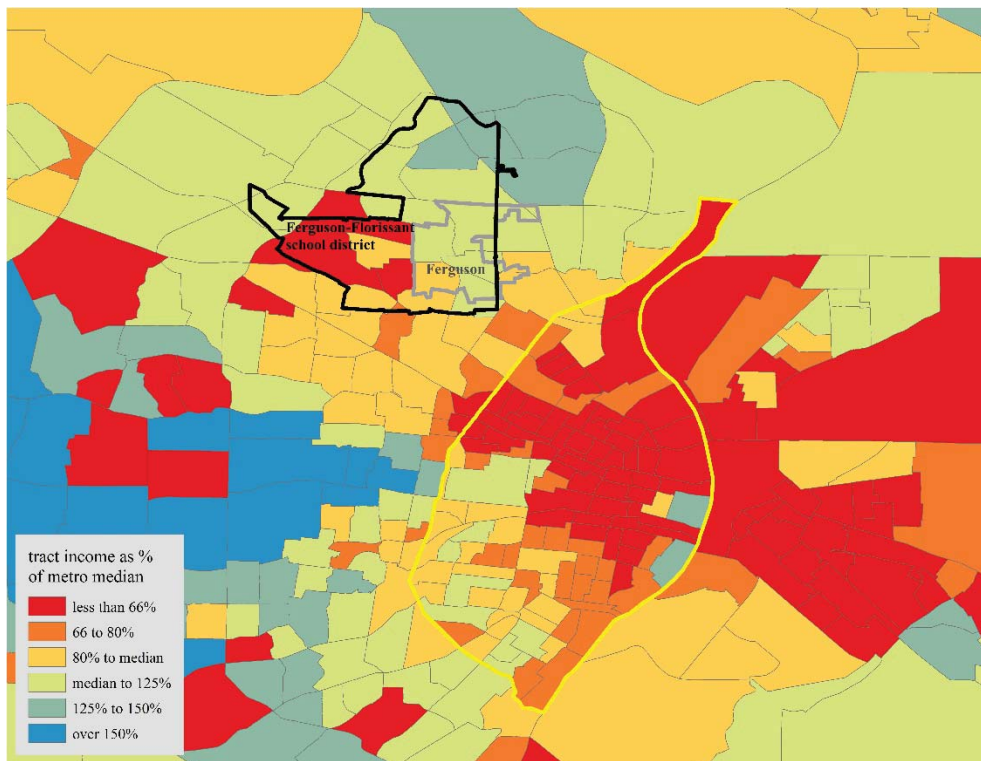 Ferguson-Florissant
school district
Ferguson
tract income as %
of metro median
less than 66%
66 to 80%
80% to median
median to 125%
125% to 150%
over 150%